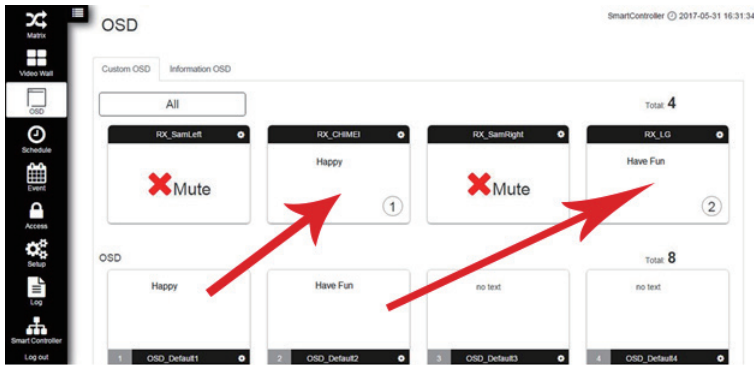 SmartController 2017-05-31 16:31:34
OSD
Matrix
Video Wall
OSD
Schedule
Event
Access
Setup
Log
Smart Controller
Log out
Custom OSD Information OSD
All Total: 4
RX_SamLeft RX_CHIMEI RX_SamRight RX_LG
Mute Happy Mute Have Fun
1 2
OSD Total: 8
Happy Have Fun no text no text
1 OSD_Default1 2 OSD_Default2 3 OSD_Default3 4 OSD_Default4